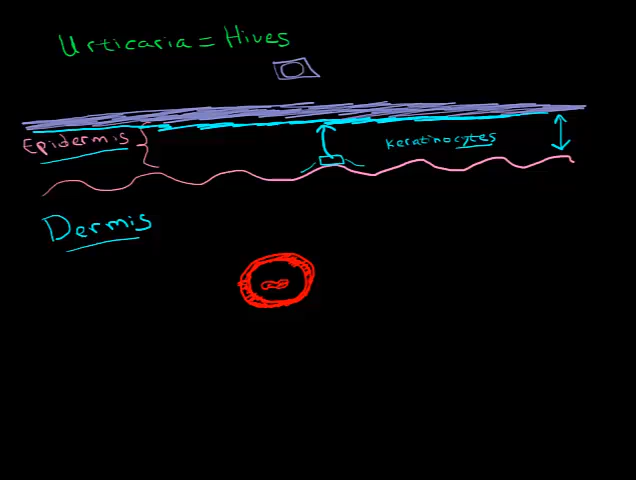 Urticaria = Hives
Epidermis
Keratinocytes
Dermis